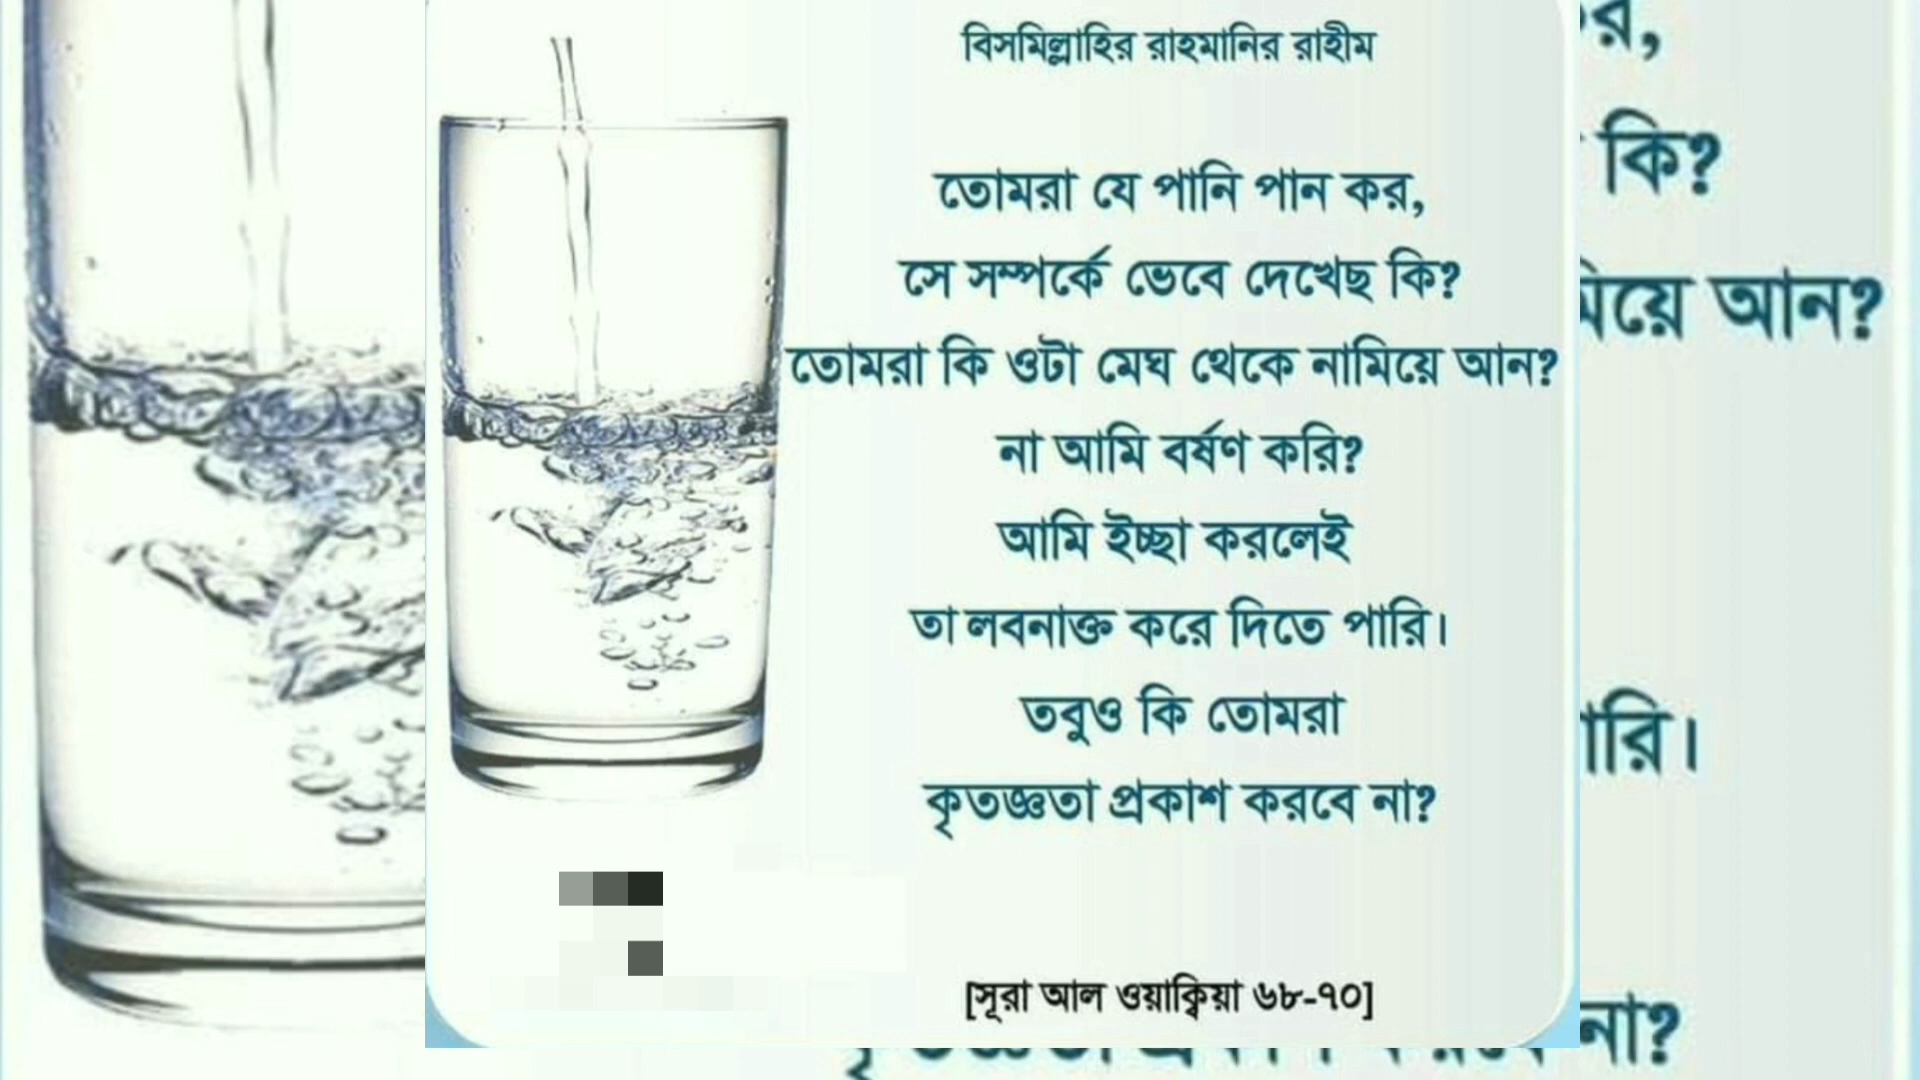 বিসমিল্লাহির রাহমানির রাহীম
তোমরা যে পানি পান কর,
সে সম্পর্কে ভেবে দেখেছ কি?
তোমরা কি ওটা মেঘ থেকে নামিয়ে আন?
না আমি বর্ষণ করি?
আমি ইচ্ছা করলেই
তা লবনাক্ত করে দিতে পারি।
তবুও কি তোমরা
কৃতজ্ঞতা প্রকাশ করবে না?
[সূরা আল ওয়াক্বিয়া ৬৮-৭০]